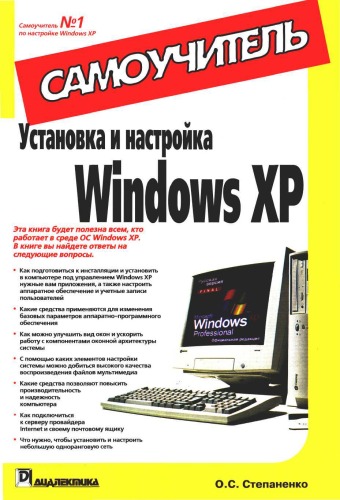 Самоучитель №1
по настройке Windows XP
САМОУЧИТЕЛЬ
Установка и настройка
Windows XP
Эта книга будет полезна всем, кто
работает в среде ОС Windows XP.
В книге вы найдете ответы на
следующие вопросы.
• Как подготовиться к инсталляции и установить
в компьютере под управлением Windows XP
нужные вам приложения, а также настроить
аппаратное обеспечение и учетные записи
пользователей
• Какие средства применяются для изменения
базовых параметров аппаратно-программного
обеспечения
• Как можно улучшить вид окон и ускорить
работу с компонентами оконной архитектуры
системы
• С помощью каких элементов настройки
системы можно добиться высокого качества
воспроизведения файлов мультимедиа
• Какие средства позволяют повысить
производительность
и надежность
компьютера
• Как подключиться
к серверу провайдера
Internet и своему почтовому ящику
• Что нужно, чтобы установить и настроить
небольшую одноранговую сеть
FINAL
Windows
Professional
ДИАЛЕКТИКА
О.С. Степаненко